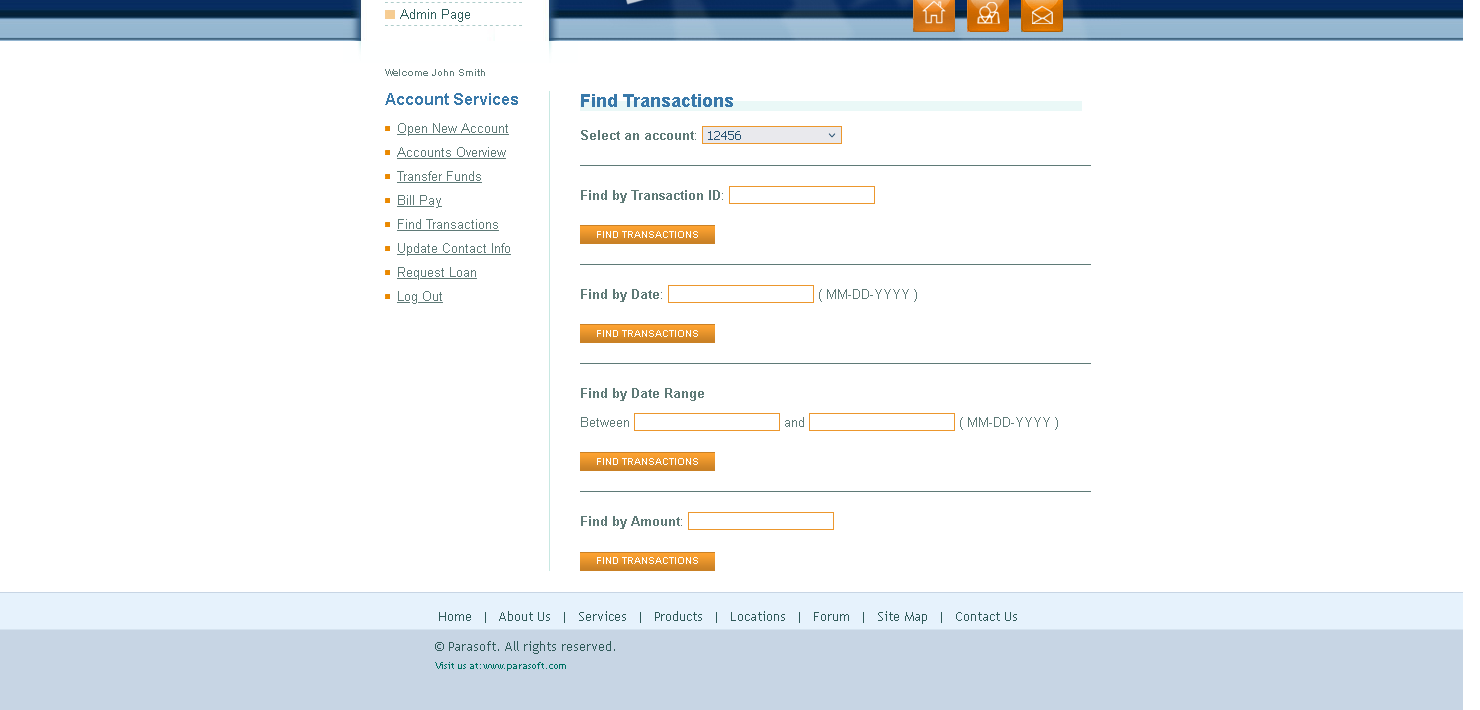 Admin Page
Welcome John Smith
Account Services
Open New Account
Accounts Overview
Transfer Funds
Bill Pay
Find Transactions
Update Contact Info
Request Loan
Log Out
Find Transactions
Select an account: 12456
Find by Transaction ID:
FIND TRANSACTIONS
Find by Date: ( MM-DD-YYYY )
FIND TRANSACTIONS
Find by Date Range
Between and ( MM-DD-YYYY )
FIND TRANSACTIONS
Find by Amount:
FIND TRANSACTIONS
Home | About Us | Services | Products | Locations | Forum | Site Map | Contact Us
© Parasoft. All rights reserved.
Visit us at: www.parasoft.com